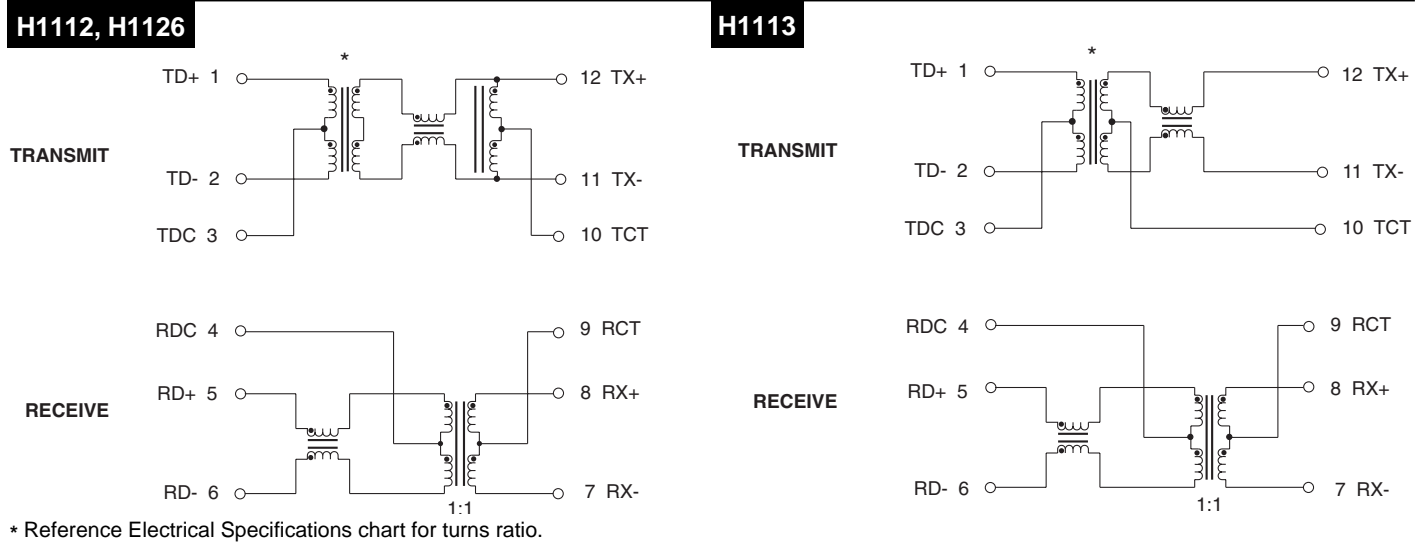 H1112, H1126
*
TD+ 1
12 TX+
TRANSMIT
TD- 2
11 TX-
TDC 3
10 TCT
RDC 4
9 RCT
RD+ 5
8 RX+
RECEIVE
RD- 6
7 RX-
1:1
* Reference Electrical Specifications chart for turns ratio.
H1113
*
TD+ 1
12 TX+
TRANSMIT
TD- 2
11 TX-
TDC 3
10 TCT
RDC 4
9 RCT
RD+ 5
8 RX+
RECEIVE
RD- 6
7 RX-
1:1